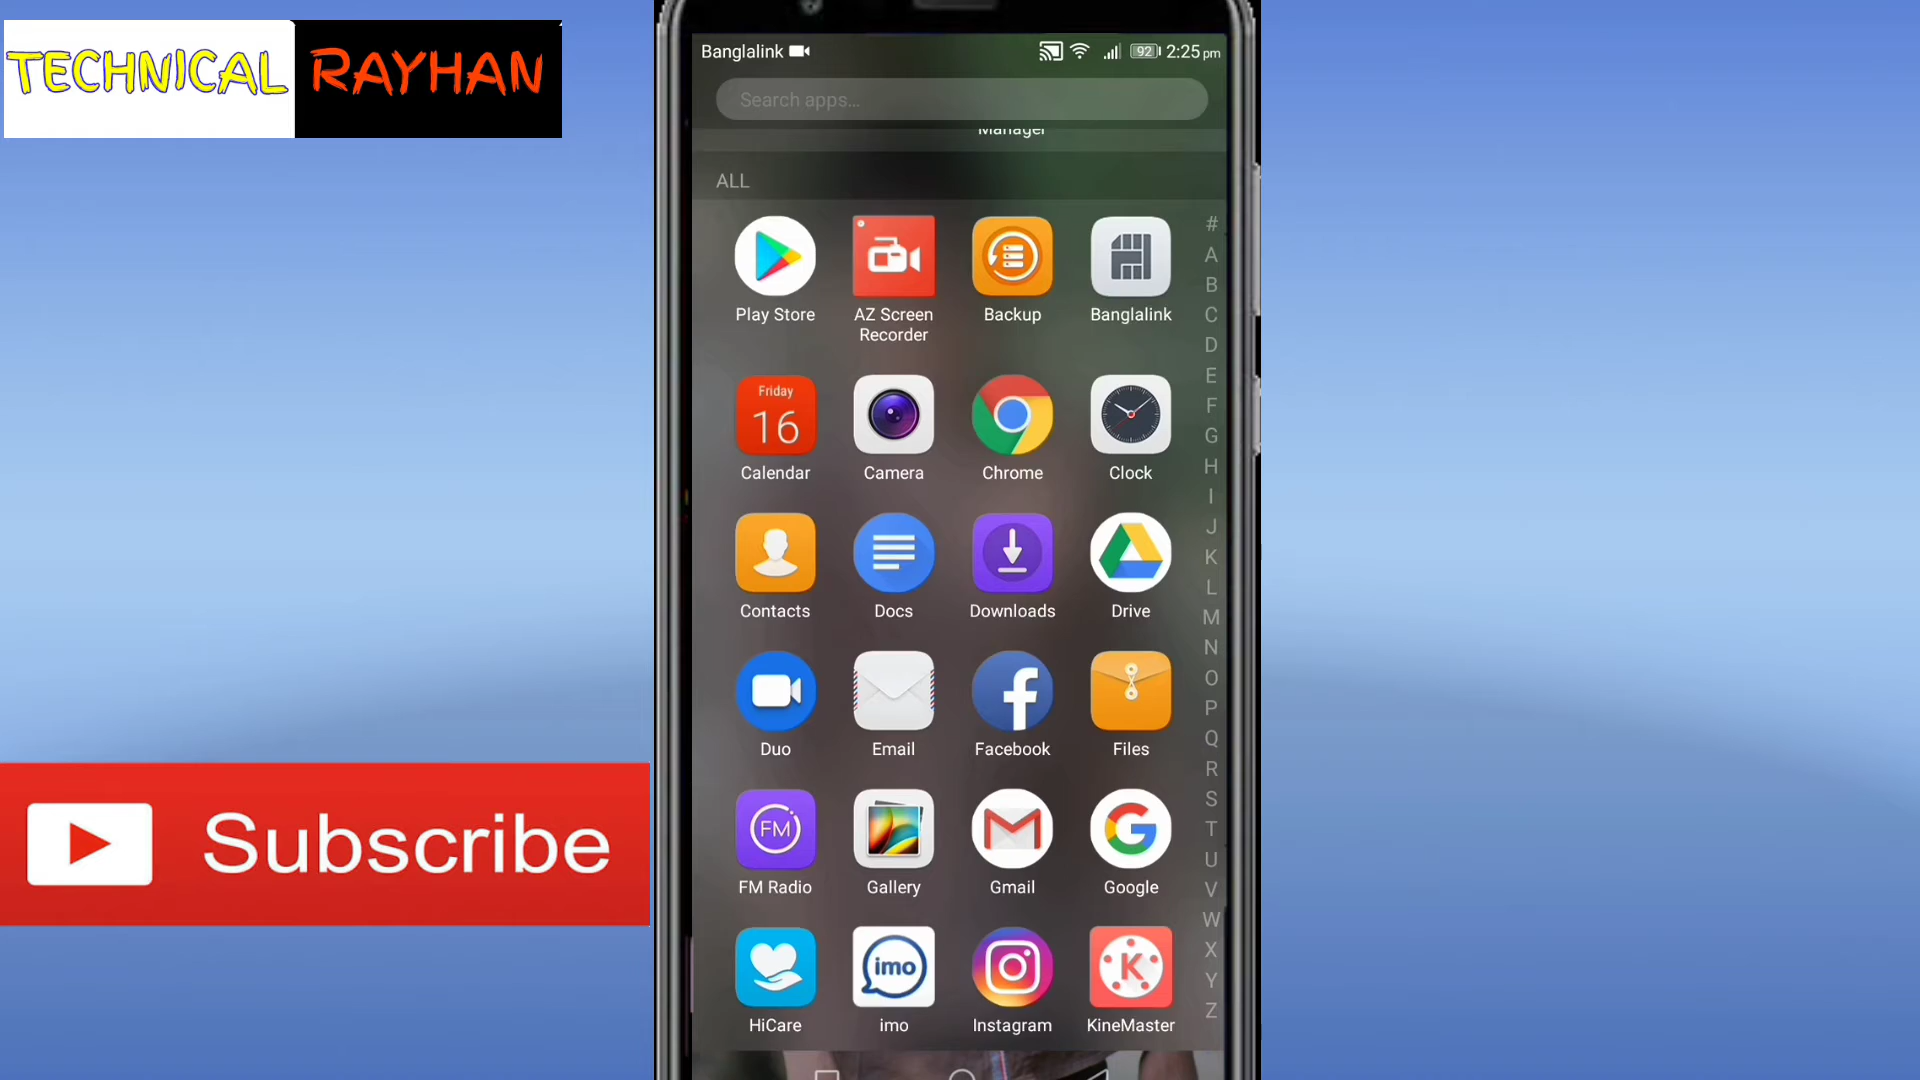 TECHNICAL RAYHAN
Banglalink 92 2:25 pm
Search apps...
Manager
ALL
Play Store AZ Screen Recorder Backup Banglalink
Friday
16
Calendar Camera Chrome Clock
Contacts Docs Downloads Drive
Duo Email Facebook Files
FM
FM Radio Gallery Gmail Google
imo
K
HiCare imo Instagram KineMaster
#
A
B
C
D
E
F
G
H
I
J
K
L
M
N
O
P
Q
R
S
T
U
V
W
X
Y
Z
Subscribe